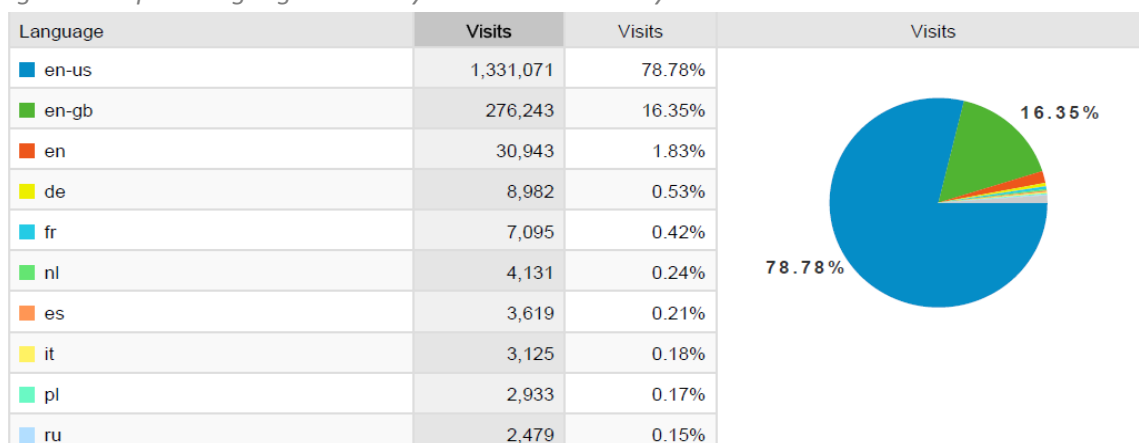 Language Visits Visits Visits
en-us 1,331,071 78.78%
en-gb 276,243 16.35%
16.35%
en 30,943 1.83%
de 8,982 0.53%
fr 7,095 0.42%
nl 4,131 0.24%
78.78%
es 3,619 0.21%
it 3,125 0.18%
pl 2,933 0.17%
ru 2,479 0.15%